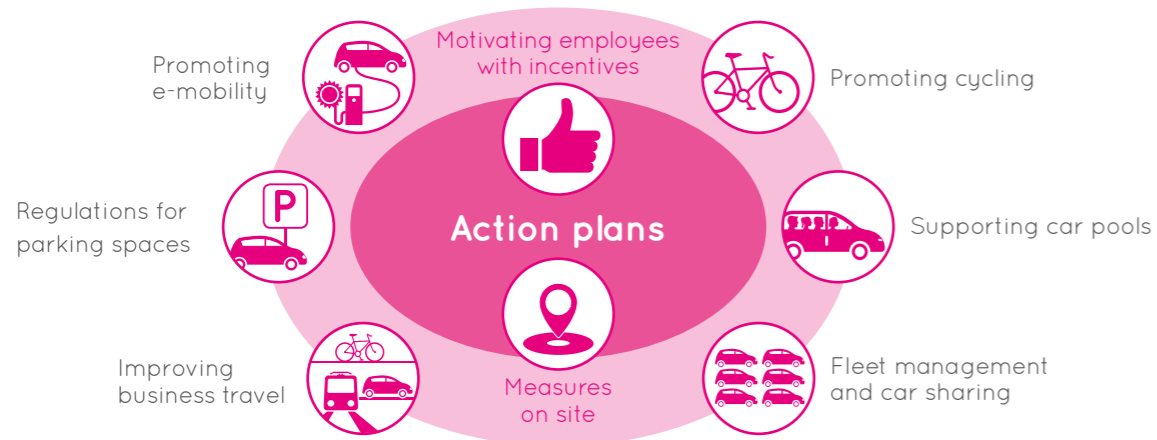 Motivating employees
with incentives
Promoting
e-mobility
Promoting cycling
P
Regulations for
parking spaces
Action plans
Supporting car pools
Improving
business travel
Measures
on site
Fleet management
and car sharing